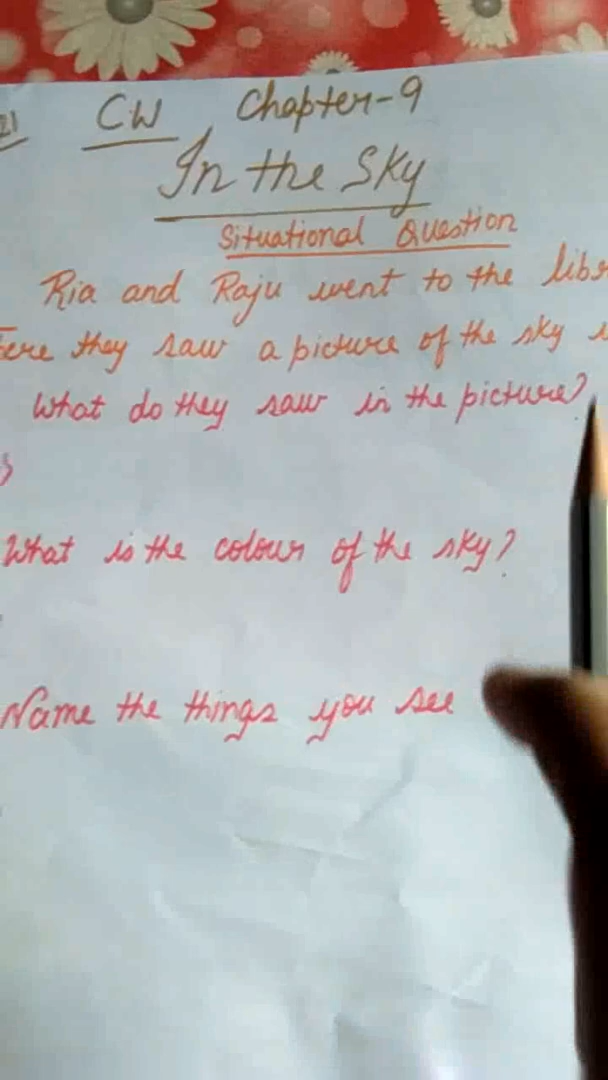 21 CW Chapter-9
In the Sky
Situational Question
Ria and Raju went to the
they saw a picture of the sky
What do they saw in the picture?
What is the colour of the sky?
Name the things you see